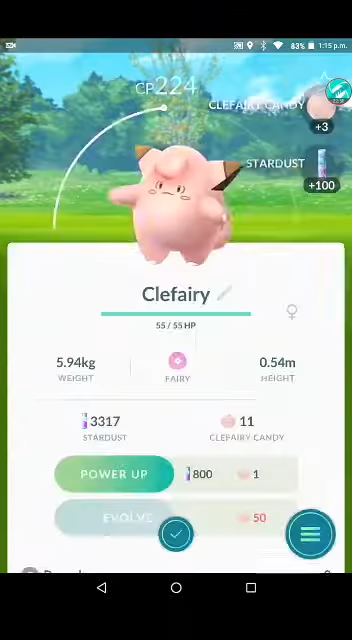 83% 1:15 p.m.
CP224
CLEFAIRY CANDY
+3
STARDUST
+100
Clefairy
55 / 55 HP
5.94kg
WEIGHT
FAIRY
0.54m
HEIGHT
3317
STARDUST
11
CLEFAIRY CANDY
POWER UP 800 1
EVOLVE 50